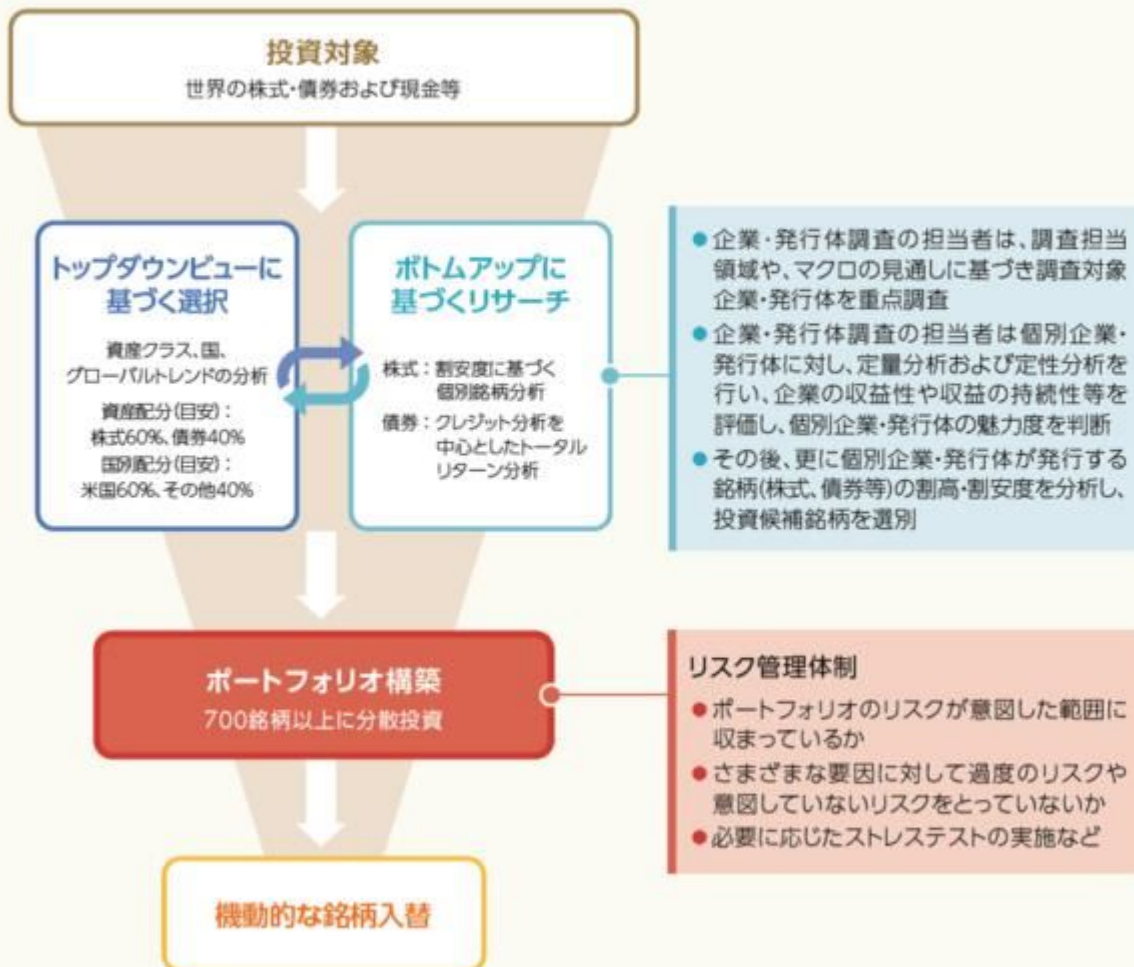 投資対象
世界の株式・債券および現金等
トップダウンビューに
基づく選択
資産クラス、国、
グローバルトレンドの分析
資産配分(目安)：
株式60%、債券40%
国別配分(目安)：
米国60%、その他40%
ボトムアップに
基づくリサーチ
株式：割安度に基づく
個別銘柄分析
債券：クレジット分析を
中心としたトータル
リターン分析
●企業・発行体調査の担当者は、調査担当
領域や、マクロの見通しに基づき調査対象
企業・発行体を重点調査
●企業・発行体調査の担当者は個別企業・
発行体に対し、定量分析および定性分析を
行い、企業の収益性や収益の持続性等を
評価し、個別企業・発行体の魅力度を判断
●その後、更に個別企業・発行体が発行する
銘柄(株式、債券等)の割高・割安度を分析し、
投資候補銘柄を選別
ポートフォリオ構築
700銘柄以上に分散投資
リスク管理体制
●ポートフォリオのリスクが意図した範囲に
収まっているか
●さまざまな要因に対して過度のリスクや
意図していないリスクをとっていないか
●必要に応じたストレステストの実施など
機動的な銘柄入替